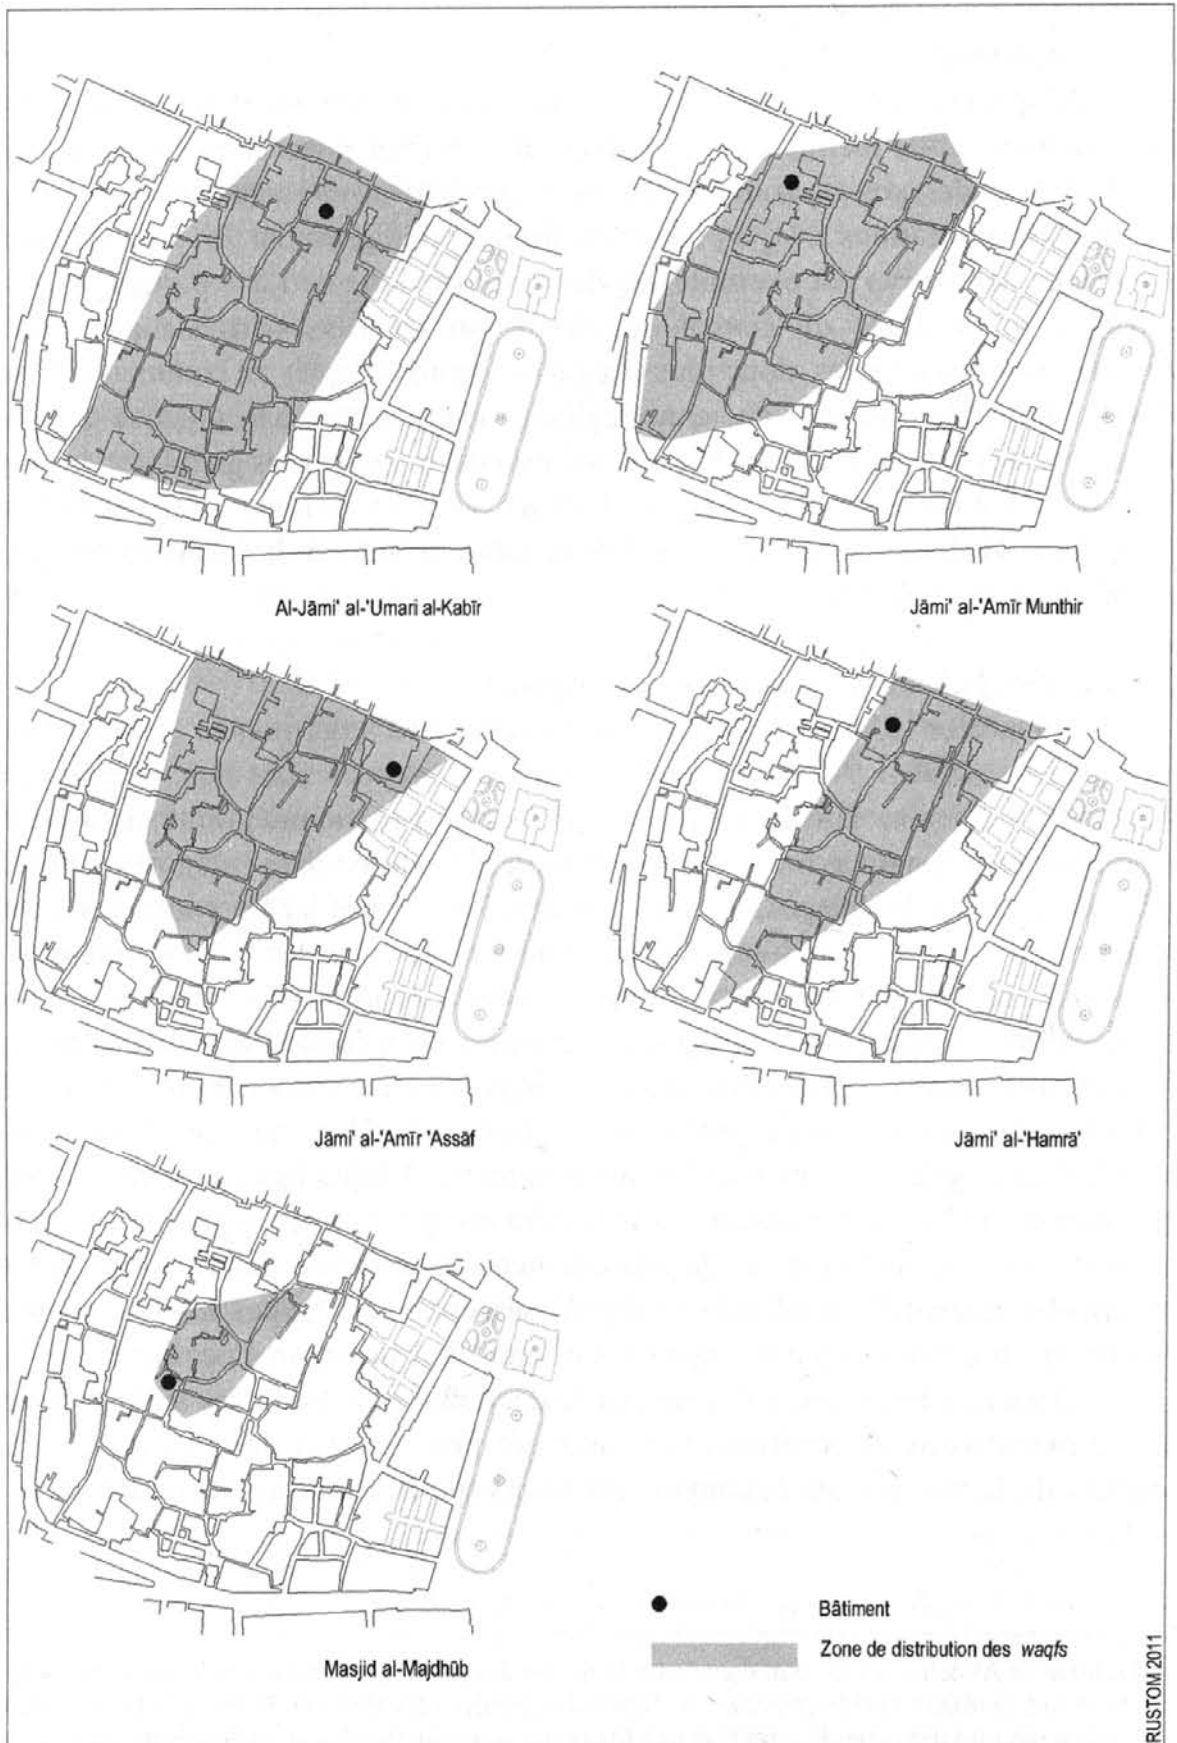 Al-Jāmi' al-'Umari al-Kabīr
Jāmi' al-'Amīr Munthir
Jāmi' al-'Amīr 'Assāf
Jāmi' al-'Hamrā'
Masjid al-Majdhūb
Bâtiment
Zone de distribution des waqfs
RUSTOM 2011